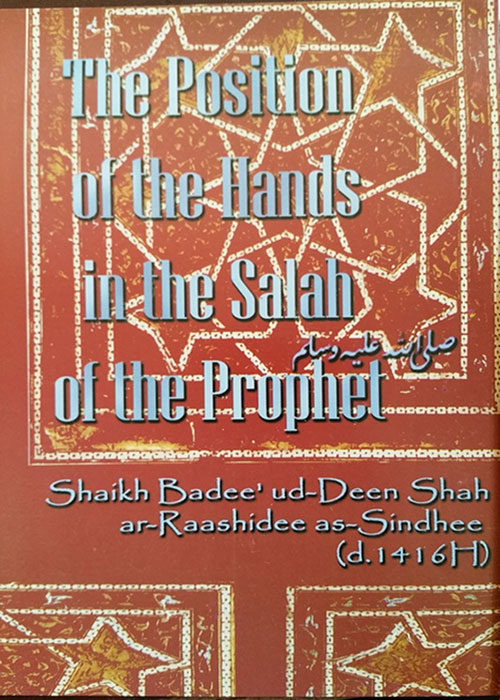 The Position
of the Hands
in the Salah
صلى الله عليه وسلم
of the Prophet
Shaikh Badee' ud-Deen Shah
ar-Raashidee as-Sindhee
(d.1416H)